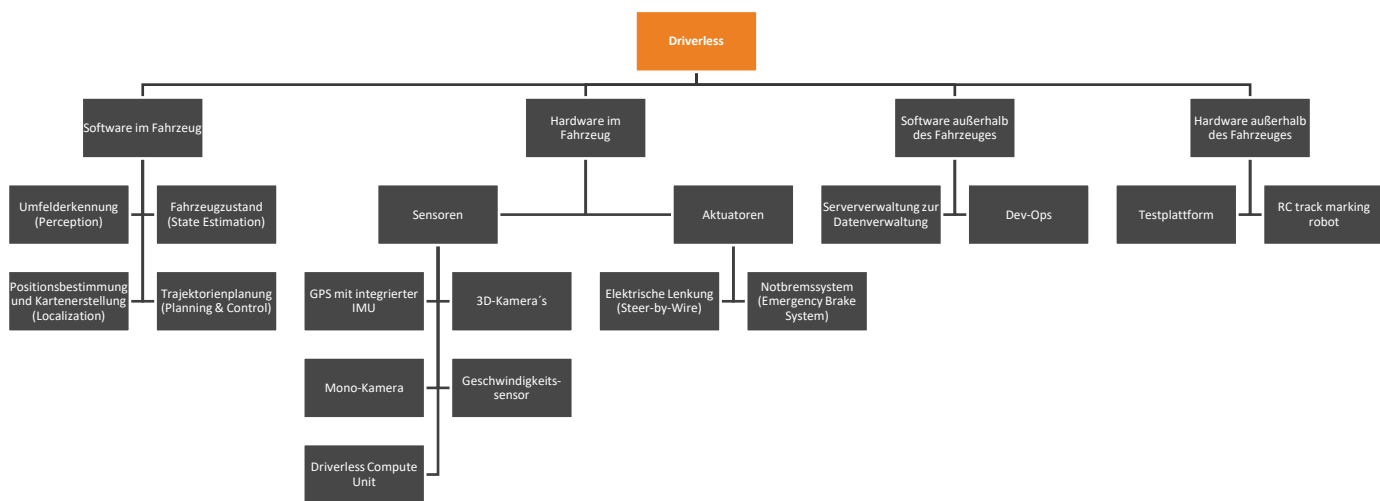 Driverless
Software im Fahrzeug
Hardware im
Fahrzeug
Software außerhalb
des Fahrzeuges
Hardware außerhalb
des Fahrzeuges
Umfelderkennung
(Perception)
Fahrzeugzustand
(State Estimation)
Positionsbestimmung
und Kartenerstellung
(Localization)
Trajektorienplanung
(Planning & Control)
Sensoren
Aktuatoren
GPS mit integrierter
IMU
3D-Kamera´s
Mono-Kamera
Geschwindigkeits-
sensor
Driverless Compute
Unit
Elektrische Lenkung
(Steer-by-Wire)
Notbremssystem
(Emergency Brake
System)
Serververwaltung zur
Datenverwaltung
Dev-Ops
Testplattform
RC track marking
robot